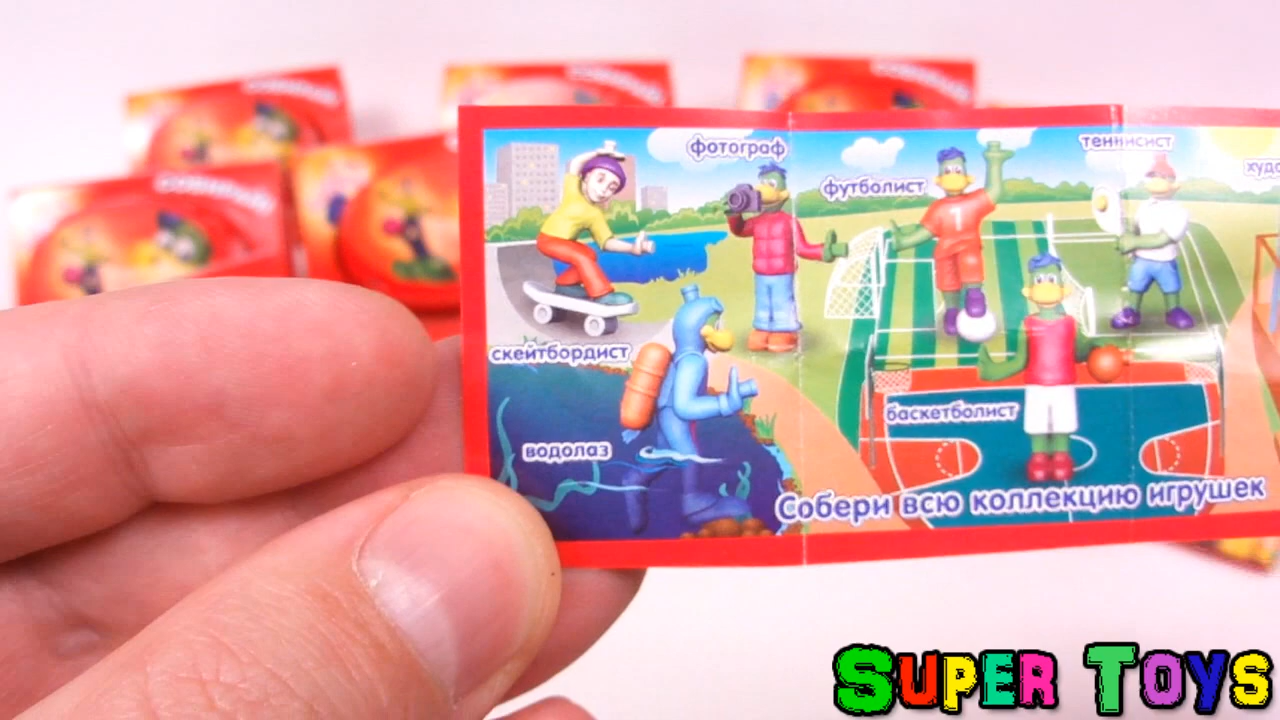 фотограф
теннисист
футболист
скейтбордист
баскетболист
водолаз
Собери всю коллекцию игрушек
SUPER TOYS